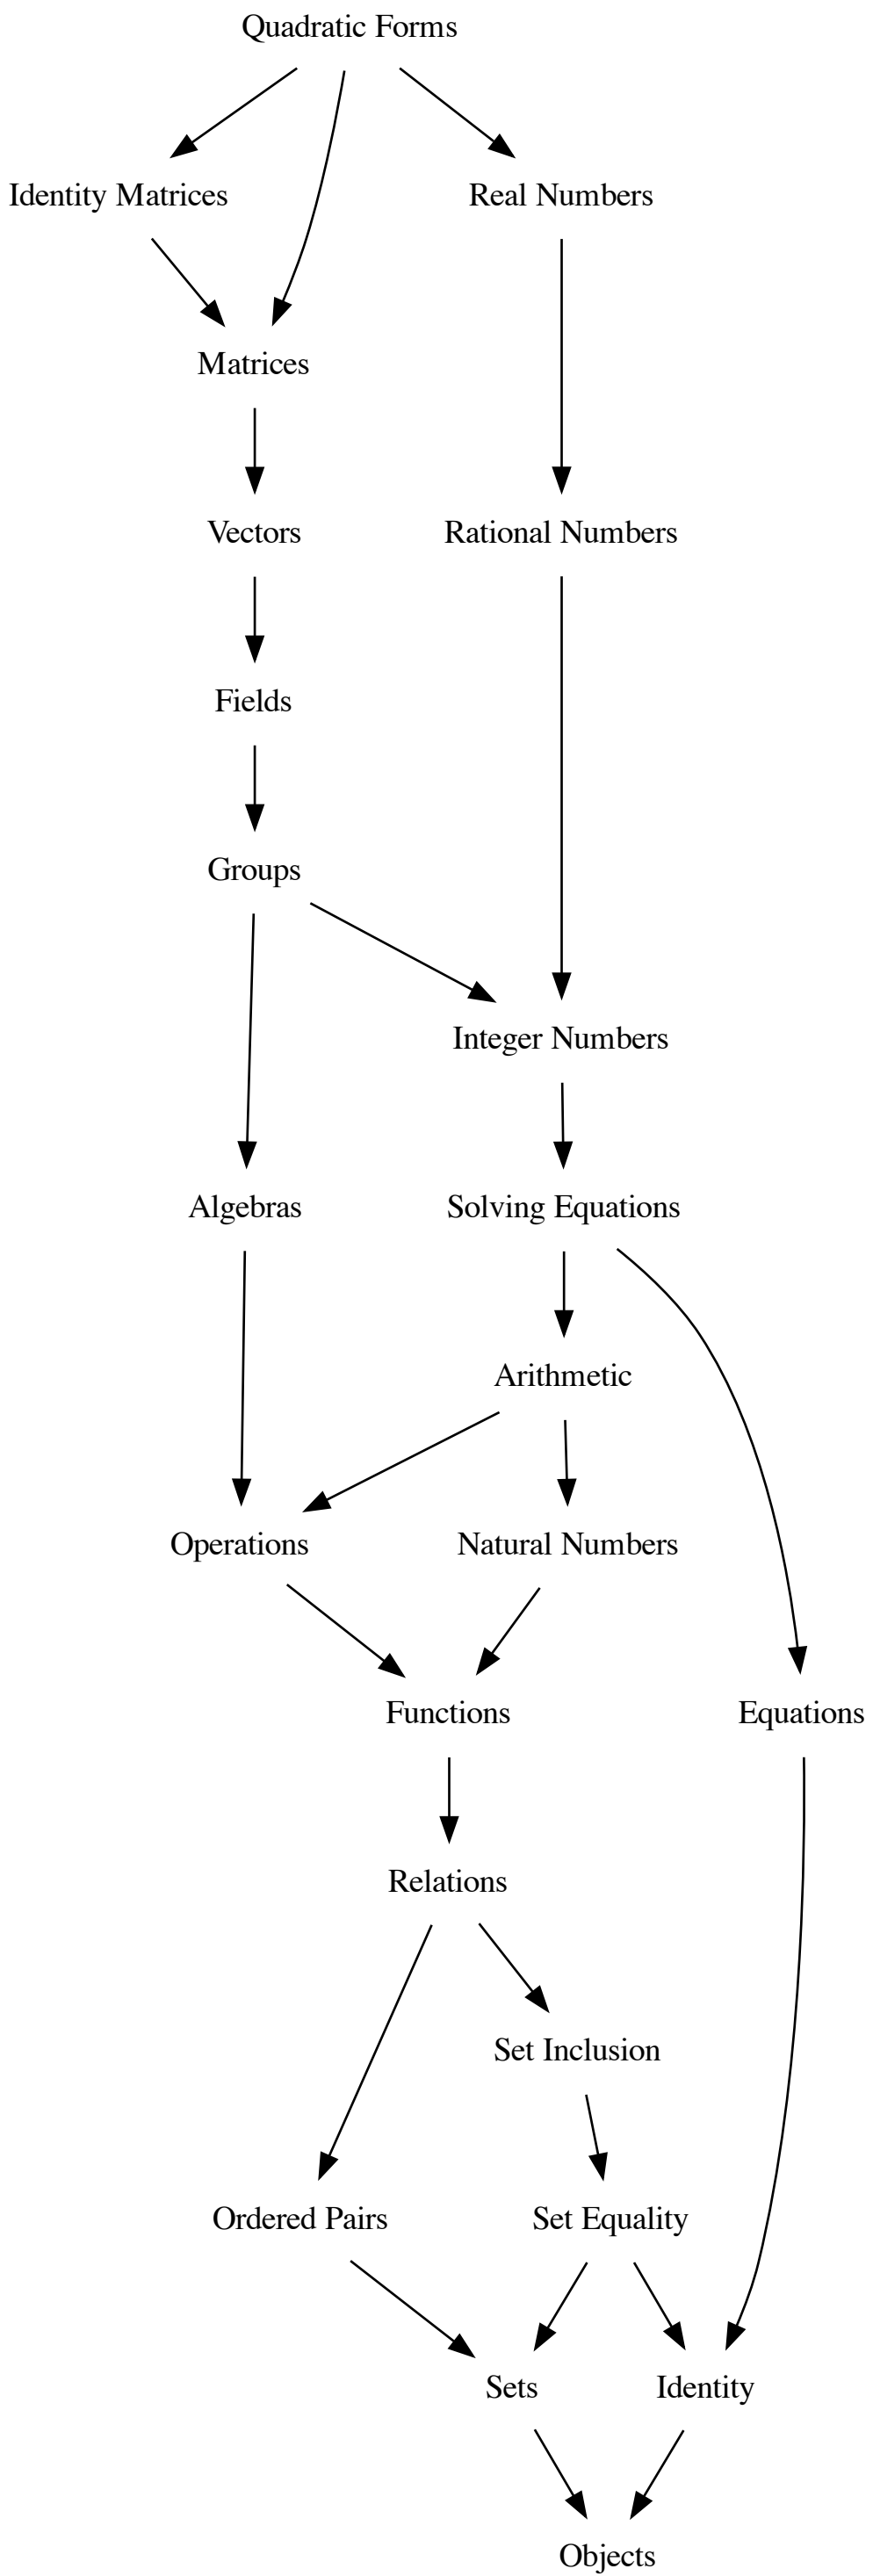 Quadratic Forms
Identity Matrices
Real Numbers
Matrices
Vectors
Rational Numbers
Fields
Groups
Integer Numbers
Algebras
Solving Equations
Arithmetic
Operations
Natural Numbers
Functions
Equations
Relations
Set Inclusion
Ordered Pairs
Set Equality
Sets
Identity
Objects